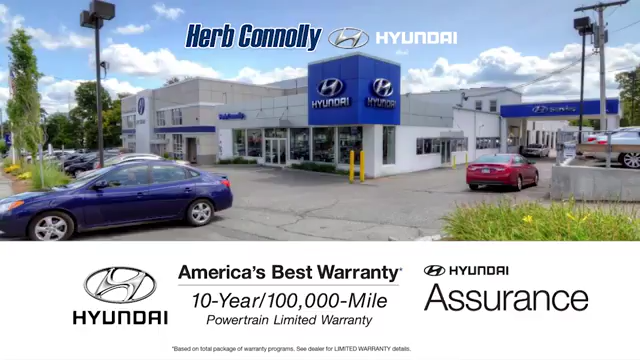 Herb Connolly HYUNDAI
HYUNDAI HYUNDAI
HYUNDAI
America's Best Warranty*
10-Year/100,000-Mile
Powertrain Limited Warranty
HYUNDAI
Assurance
*Based on total package of warranty programs. See dealer for LIMITED WARRANTY details.